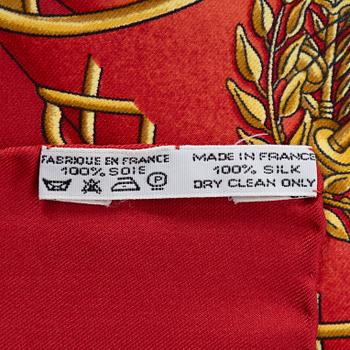 FABRIQUE EN FRANCE
100% SOIE
P
MADE IN FRANCE
100% SILK
DRY CLEAN ONLY